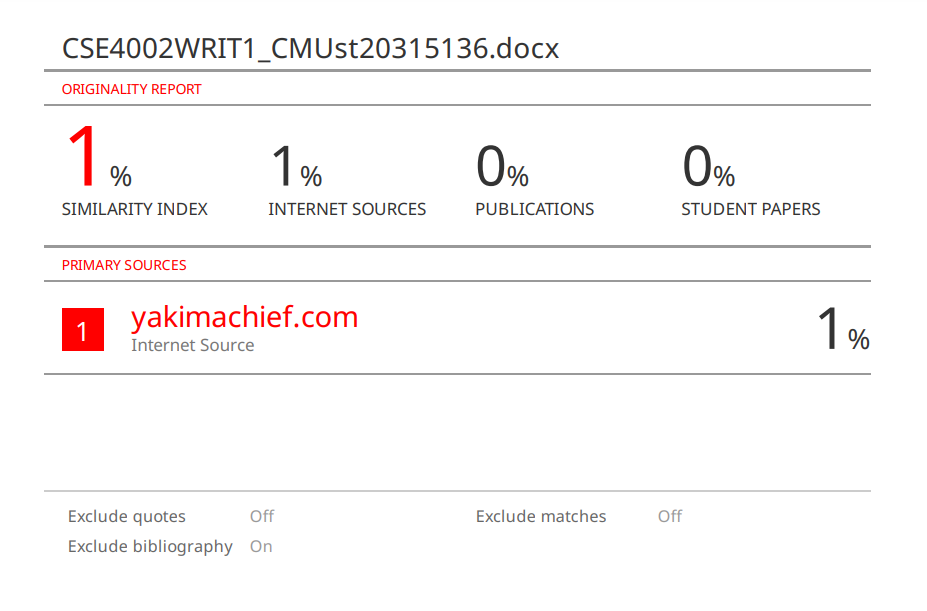 CSE4002WRIT1_CMUst20315136.docx
ORIGINALITY REPORT
1% 1% 0% 0%
SIMILARITY INDEX INTERNET SOURCES PUBLICATIONS STUDENT PAPERS
PRIMARY SOURCES
1 yakimachief.com 1%
Internet Source
Exclude quotes Off Exclude matches Off
Exclude bibliography On